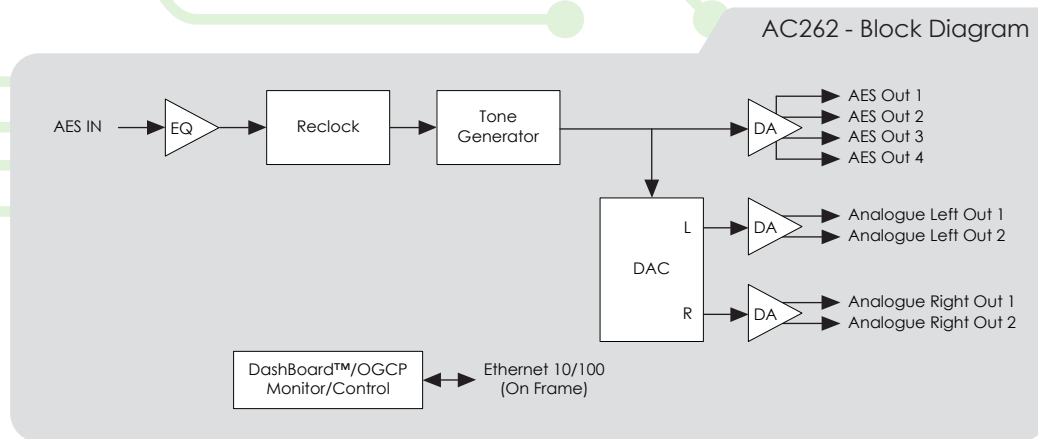 AC262 - Block Diagram
AES IN
EQ
Reclock
Tone
Generator
DA
AES Out 1
AES Out 2
AES Out 3
AES Out 4
DAC
L
R
DA
Analogue Left Out 1
Analogue Left Out 2
DA
Analogue Right Out 1
Analogue Right Out 2
DashBoard™/OGCP
Monitor/Control
Ethernet 10/100
(On Frame)